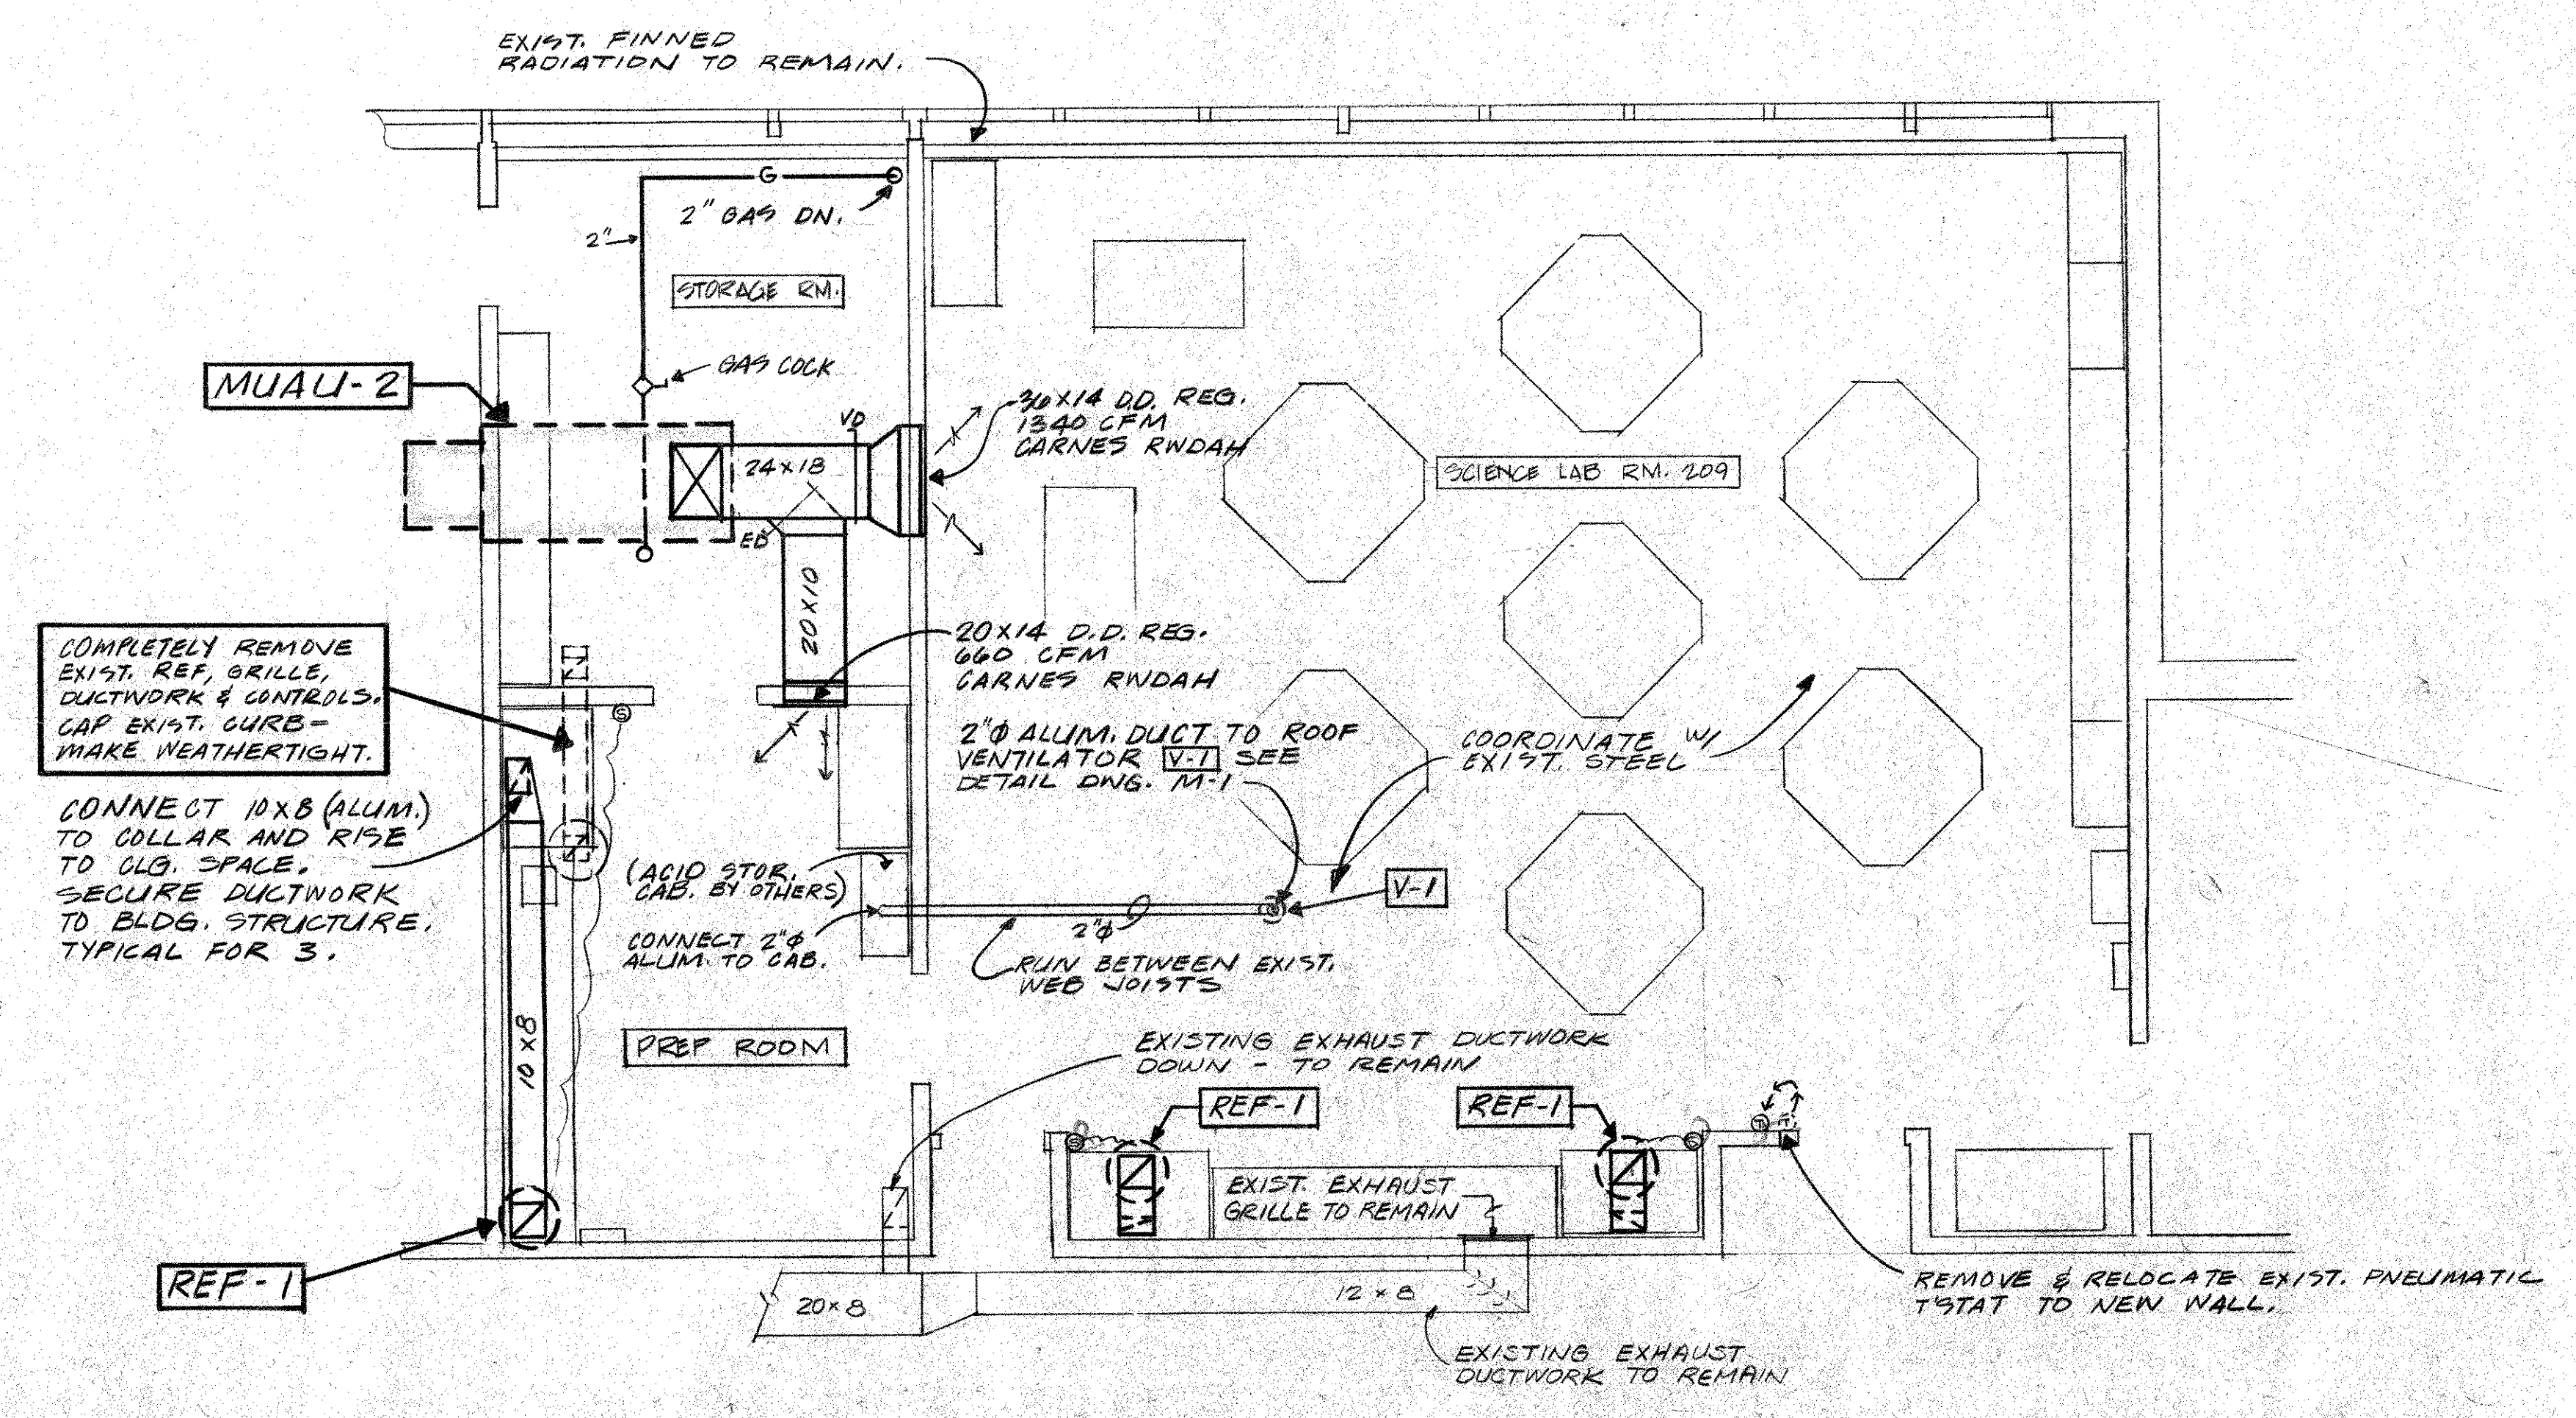 EXIST. FINNED
RADIATION TO REMAIN.
G
2" GAS DN.
2"
STORAGE RM.
GAS COCK
MUAU-2
VD
24x18
ED
20x10
36x14 D.D. REG.
1340 CFM
CARNES RWDAH
SCIENCE LAB RM. 209
COMPLETELY REMOVE
EXIST. REF, GRILLE,
DUCTWORK & CONTROLS.
CAP EXIST. CURB-
MAKE WEATHERTIGHT.
S
20x14 D.D. REG.
660 CFM
CARNES RWDAH
2"Φ ALUM. DUCT TO ROOF
VENTILATOR V-1 SEE
DETAIL DWG. M-1
COORDINATE W/
EXIST. STEEL
CONNECT 10x8 (ALUM.)
TO COLLAR AND RISE
TO CLG. SPACE.
SECURE DUCTWORK
TO BLDG. STRUCTURE.
TYPICAL FOR 3.
(ACID STOR.
CAB. BY OTHERS)
V-1
CONNECT 2"Φ
ALUM. TO CAB.
2"Φ
RUN BETWEEN EXIST.
WEB JOISTS
10x8
PREP ROOM
EXISTING EXHAUST DUCTWORK
DOWN - TO REMAIN
REF-1
REF-1
S
S
T
T
EXIST. EXHAUST
GRILLE TO REMAIN
REF-1
20x8
12x8
REMOVE & RELOCATE EXIST. PNEUMATIC
T'STAT TO NEW WALL.
EXISTING EXHAUST
DUCTWORK TO REMAIN